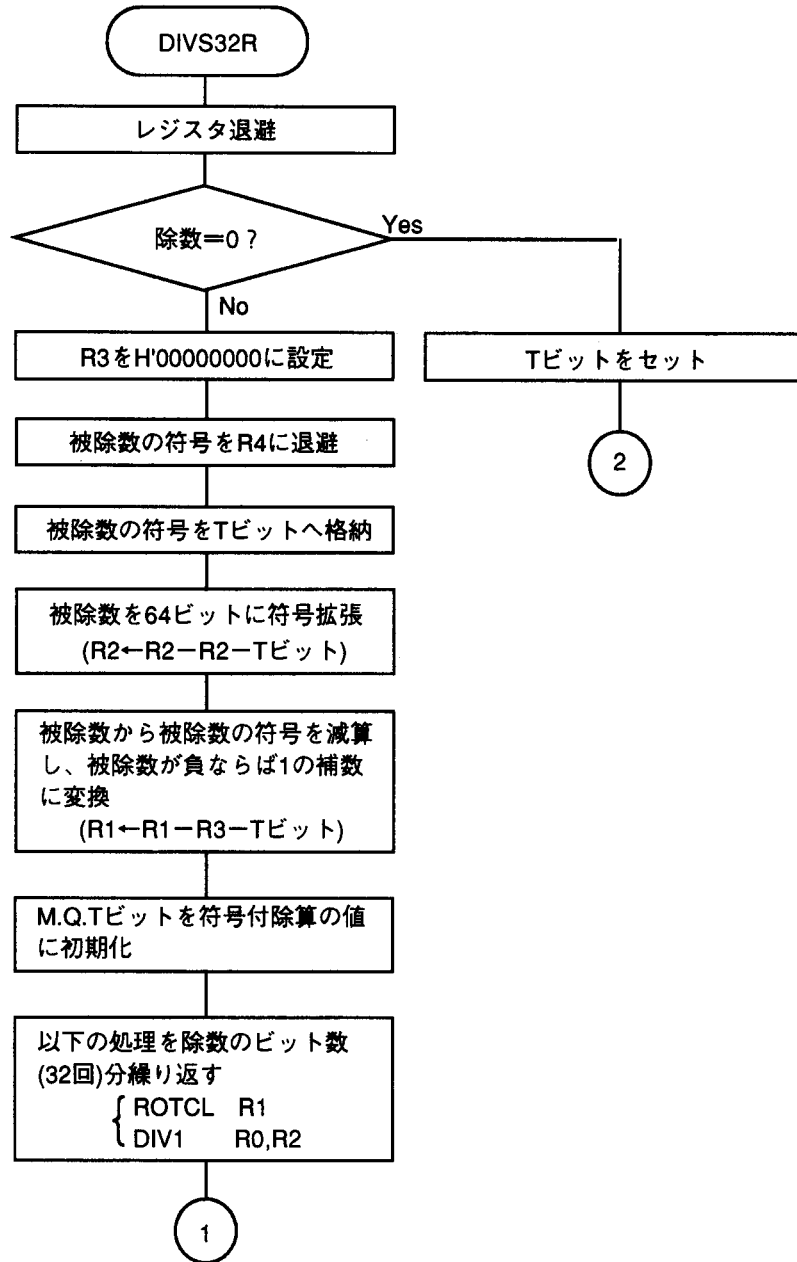 DIVS32R
レジスタ退避
除数＝0？
Yes
No
R3をH'00000000に設定
Tビットをセット
被除数の符号をR4に退避
2
被除数の符号をTビットへ格納
被除数を64ビットに符号拡張
(R2←R2－R2－Tビット)
被除数から被除数の符号を減算
し、被除数が負ならば1の補数
に変換
(R1←R1－R3－Tビット)
M.Q.Tビットを符号付除算の値
に初期化
以下の処理を除数のビット数
(32回)分繰り返す
{ ROTCL R1
DIV1 R0,R2
1